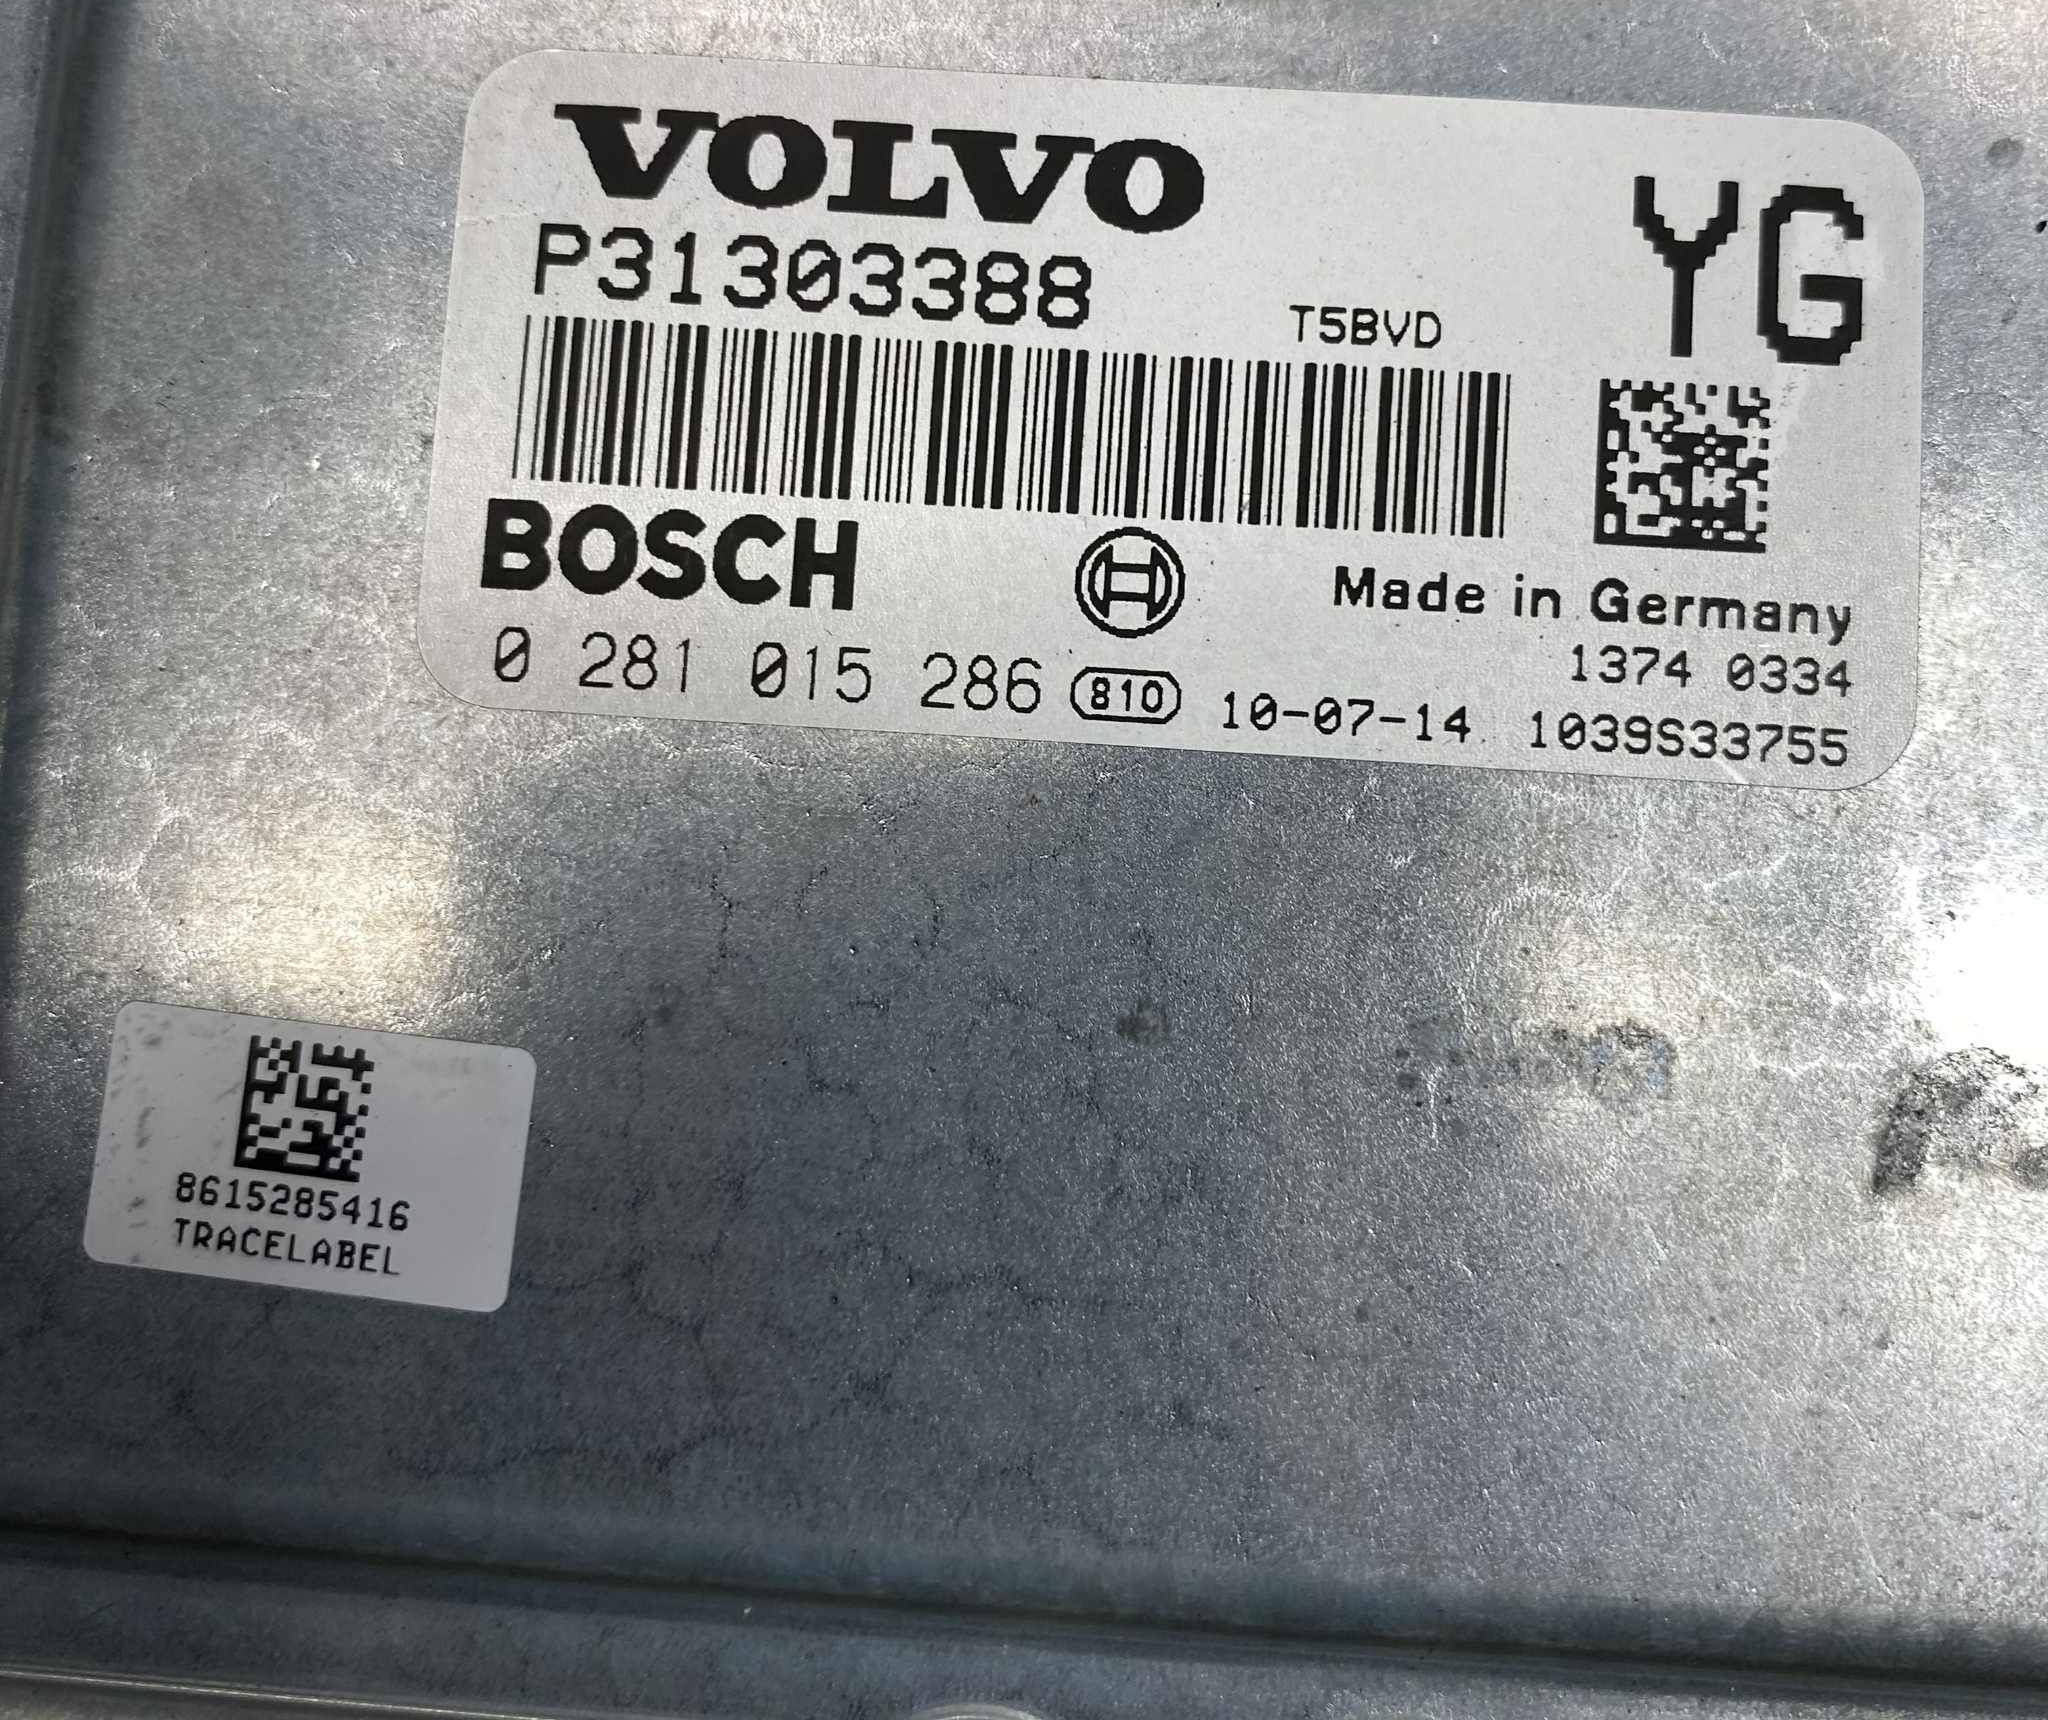 VOLVO
YG
P31303388
T5BVD
BOSCH
Made in Germany
1374 0334
0 281 015 286 810 10-07-14 1039S33755
8615285416
TRACELABEL